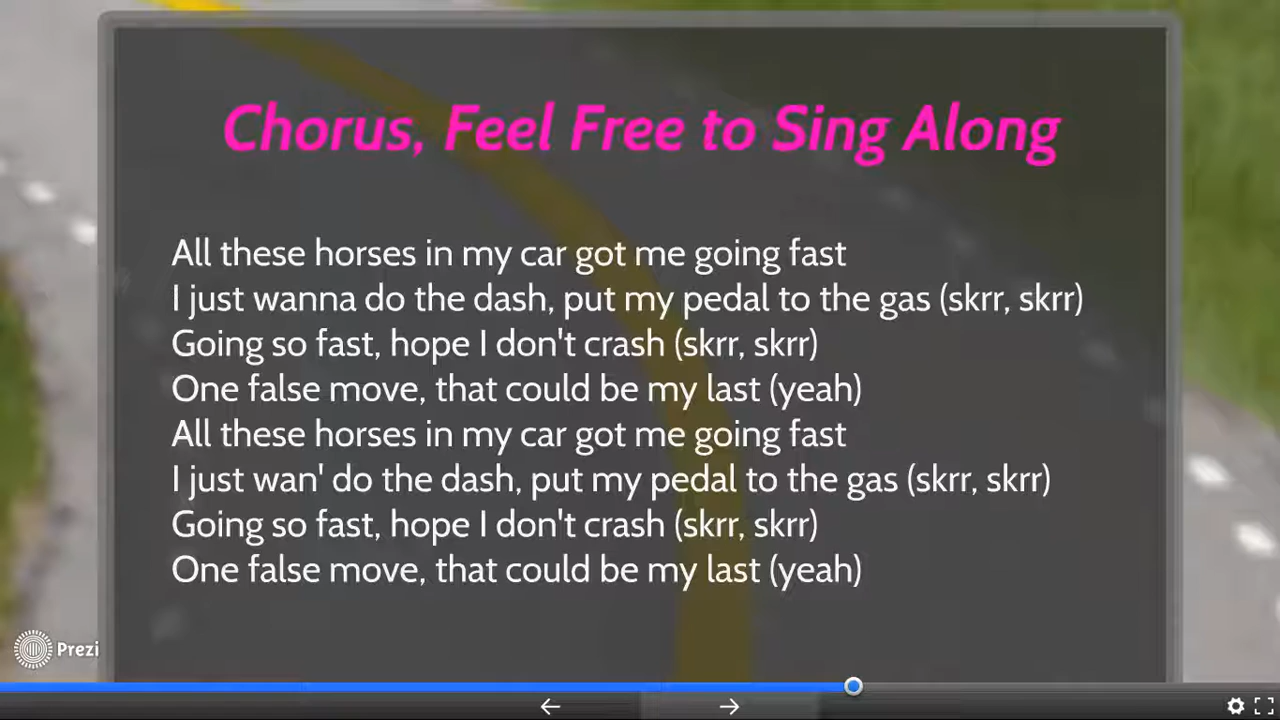 Chorus, Feel Free to Sing Along
All these horses in my car got me going fast
I just wanna do the dash, put my pedal to the gas (skrr, skrr)
Going so fast, hope I don't crash (skrr, skrr)
One false move, that could be my last (yeah)
All these horses in my car got me going fast
I just wan' do the dash, put my pedal to the gas (skrr, skrr)
Going so fast, hope I don't crash (skrr, skrr)
One false move, that could be my last (yeah)
Prezi